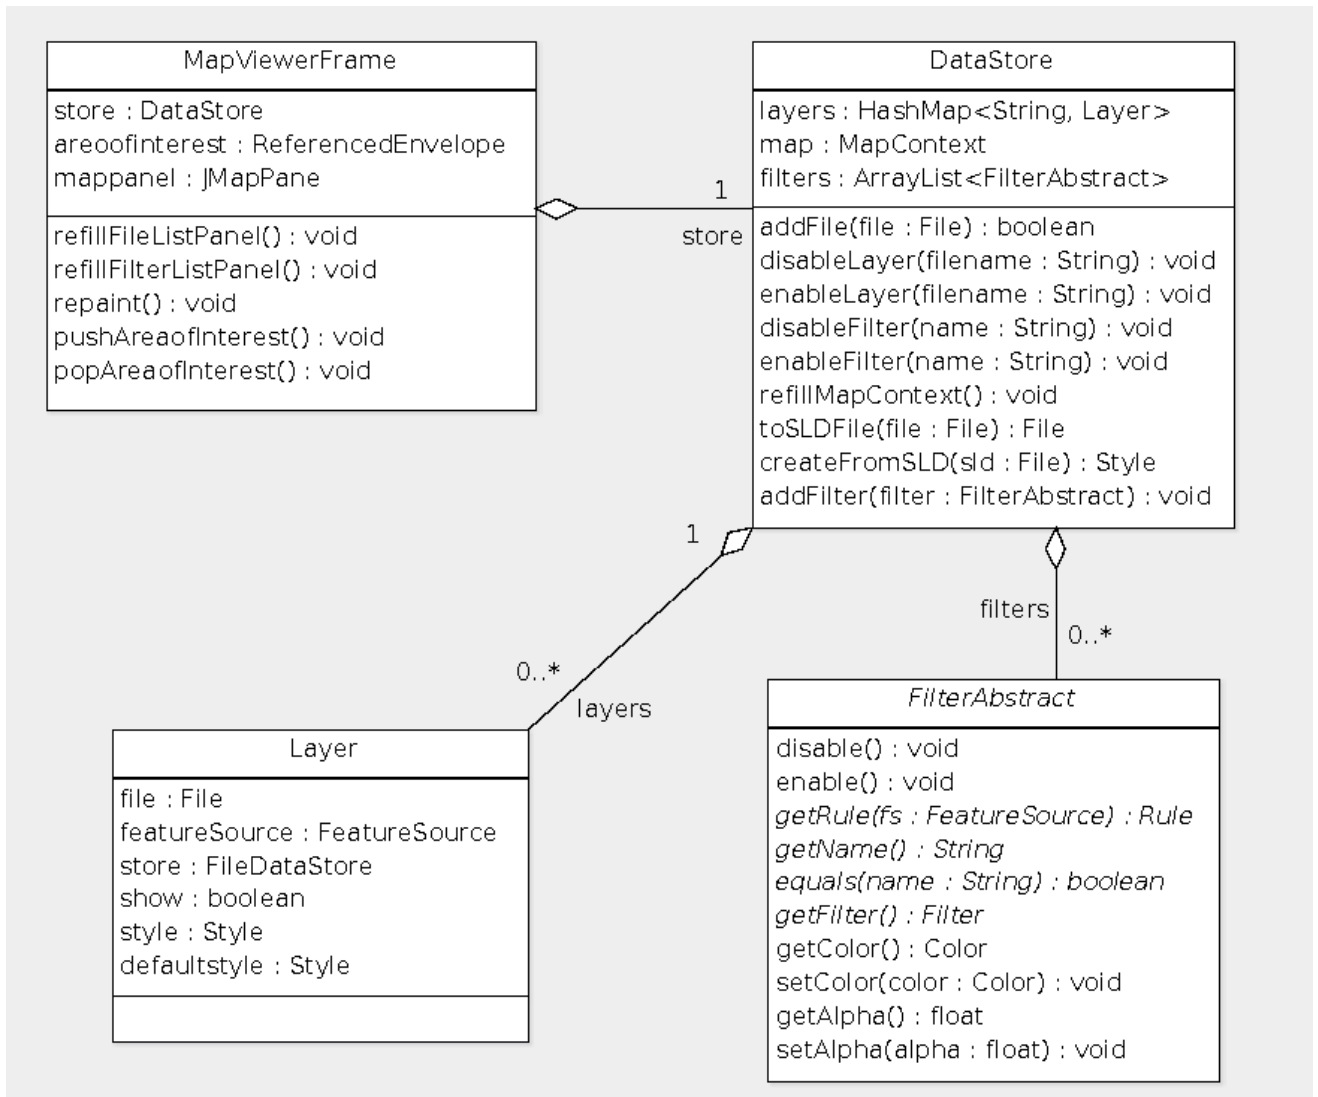 MapViewerFrame
store : DataStore
areoofinterest : ReferencedEnvelope
mappanel : JMapPane
refillFileListPanel() : void
refillFilterListPanel() : void
repaint() : void
pushAreaofInterest() : void
popAreaofInterest() : void
1
store
DataStore
layers : HashMap<String, Layer>
map : MapContext
filters : ArrayList<FilterAbstract>
addFile(file : File) : boolean
disableLayer(filename : String) : void
enableLayer(filename : String) : void
disableFilter(name : String) : void
enableFilter(name : String) : void
refillMapContext() : void
toSLDFile(file : File) : File
createFromSLD(sld : File) : Style
addFilter(filter : FilterAbstract) : void
1
0..*
layers
filters
0..*
Layer
file : File
featureSource : FeatureSource
store : FileDataStore
show : boolean
style : Style
defaultstyle : Style
FilterAbstract
disable() : void
enable() : void
getRule(fs : FeatureSource) : Rule
getName() : String
equals(name : String) : boolean
getFilter() : Filter
getColor() : Color
setColor(color : Color) : void
getAlpha() : float
setAlpha(alpha : float) : void